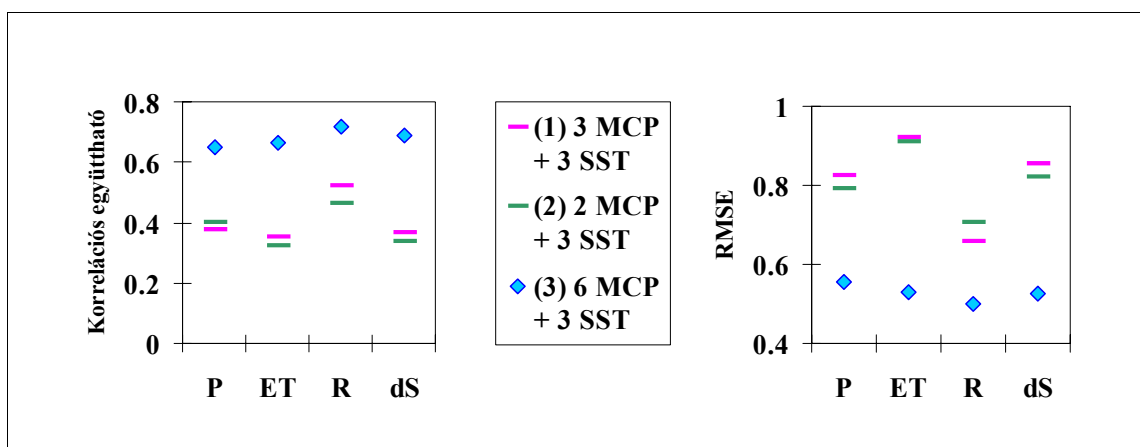 Korrelációs együttható
0.8
0.6
0.4
0.2
0
P ET R dS
(1) 3 MCP
+ 3 SST
(2) 2 MCP
+ 3 SST
(3) 6 MCP
+ 3 SST
RMSE
1
0.8
0.6
0.4
P ET R dS